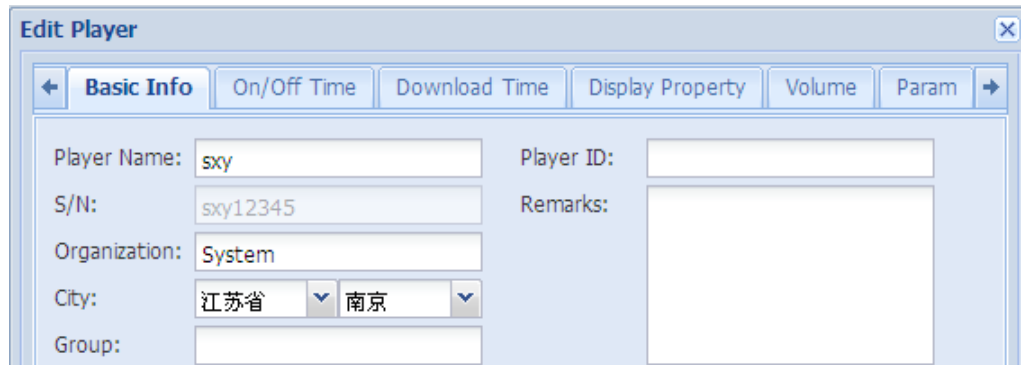 Edit Player
Basic Info On/Off Time Download Time Display Property Volume Param
Player Name: sxy Player ID:
S/N: sxy12345 Remarks:
Organization: System
City: 江苏省 南京
Group: